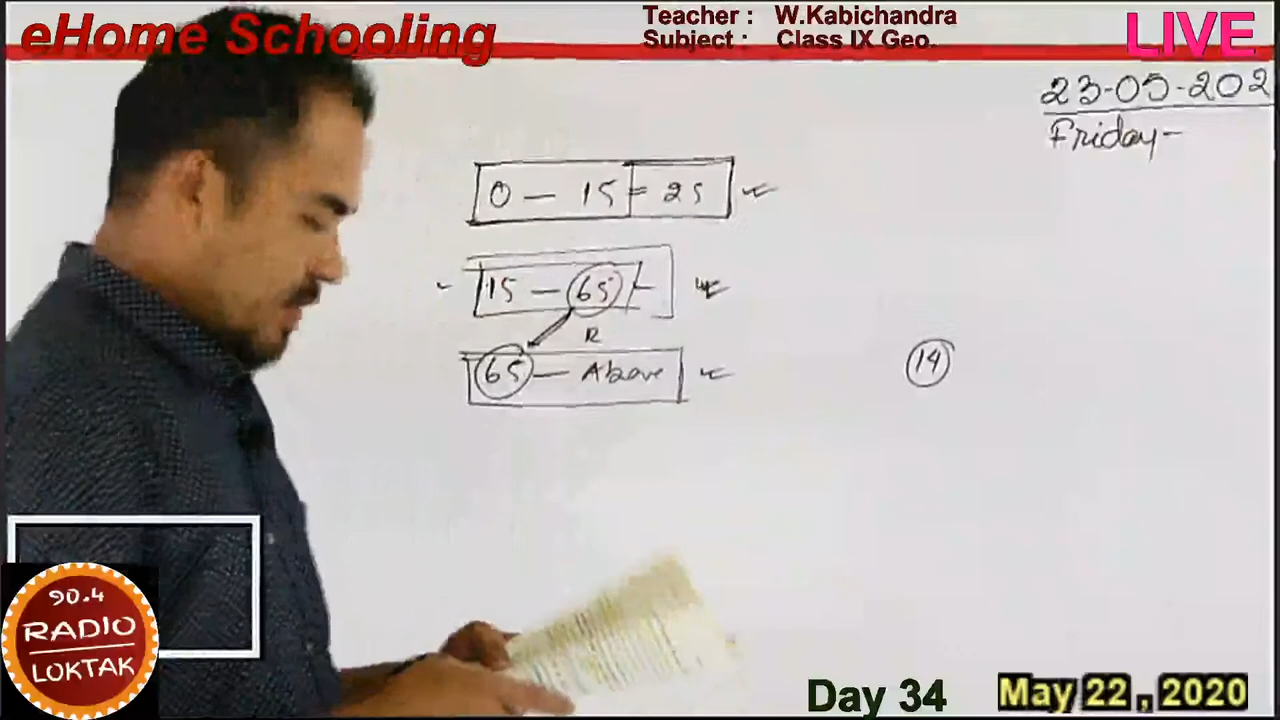 eHome Schooling
Teacher : W.Kabichandra
Subject : Class IX Geo.
LIVE
23-05-202
Friday-
0 — 15 = 25
15 — 65 -
R
65 — Above
14
90.4
RADIO
LOKTAK
Day 34
May 22 , 2020